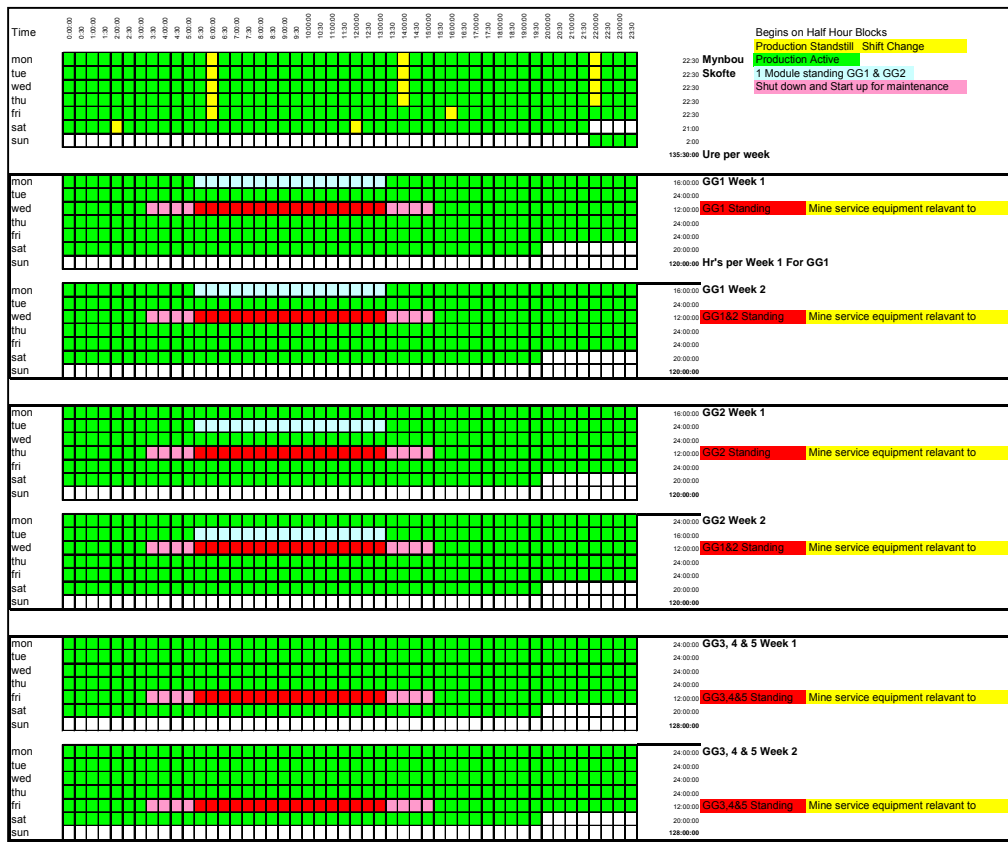 Time 0:00:00 0:30 1:00:00 1:30 2:00:00 2:30 3:00:00 3:30 4:00:00 4:30 5:00:00 5:30 6:00:00 6:30 7:00:00 7:30 8:00:00 8:30 9:00:00 9:30 10:00:00 10:30 11:00:00 11:30 12:00:00 12:30 13:00:00 13:30 14:00:00 14:30 15:00:00 15:30 16:00:00 16:30 17:00:00 17:30 18:00:00 18:30 19:00:00 19:30 20:00:00 20:30 21:00:00 21:30 22:00:00 22:30 23:00:00 23:30 Begins on Half Hour Blocks
Production Standstill Shift Change
mon 22:30 Mynbou Production Active
tue 22:30 Skofte 1 Module standing GG1 & GG2
wed 22:30 Shut down and Start up for maintenance
thu 22:30
fri 22:30
sat 21:00
sun 2:00
135:30:00 Ure per week
mon 16:00:00 GG1 Week 1
tue 24:00:00
wed 12:00:00 GG1 Standing Mine service equipment relavant to
thu 24:00:00
fri 24:00:00
sat 20:00:00
sun 120:00:00 Hr's per Week 1 For GG1
mon 16:00:00 GG1 Week 2
tue 24:00:00
wed 12:00:00 GG1&2 Standing Mine service equipment relavant to
thu 24:00:00
fri 24:00:00
sat 20:00:00
sun 120:00:00
mon 16:00:00 GG2 Week 1
tue 24:00:00
wed 24:00:00
thu 12:00:00 GG2 Standing Mine service equipment relavant to
fri 24:00:00
sat 20:00:00
sun 120:00:00
mon 24:00:00 GG2 Week 2
tue 16:00:00
wed 12:00:00 GG1&2 Standing Mine service equipment relavant to
thu 24:00:00
fri 24:00:00
sat 20:00:00
sun 120:00:00
mon 24:00:00 GG3, 4 & 5 Week 1
tue 24:00:00
wed 24:00:00
thu 24:00:00
fri 12:00:00 GG3,4&5 Standing Mine service equipment relavant to
sat 20:00:00
sun 128:00:00
mon 24:00:00 GG3, 4 & 5 Week 2
tue 24:00:00
wed 24:00:00
thu 24:00:00
fri 12:00:00 GG3,4&5 Standing Mine service equipment relavant to
sat 20:00:00
sun 128:00:00